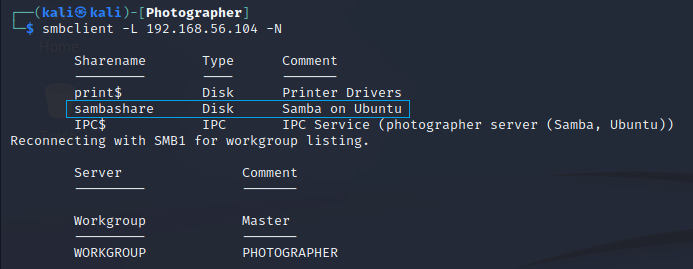 ┌──(kali㉿kali)-[Photographer]
└─$ smbclient -L 192.168.56.104 -N
Home
Sharename Type Comment
--------- ---- -------
print$ Disk Printer Drivers
sambashare Disk Samba on Ubuntu
IPC$ IPC IPC Service (photographer server (Samba, Ubuntu))
Reconnecting with SMB1 for workgroup listing.
Server Comment
--------- -------
Workgroup Master
--------- -------
WORKGROUP PHOTOGRAPHER